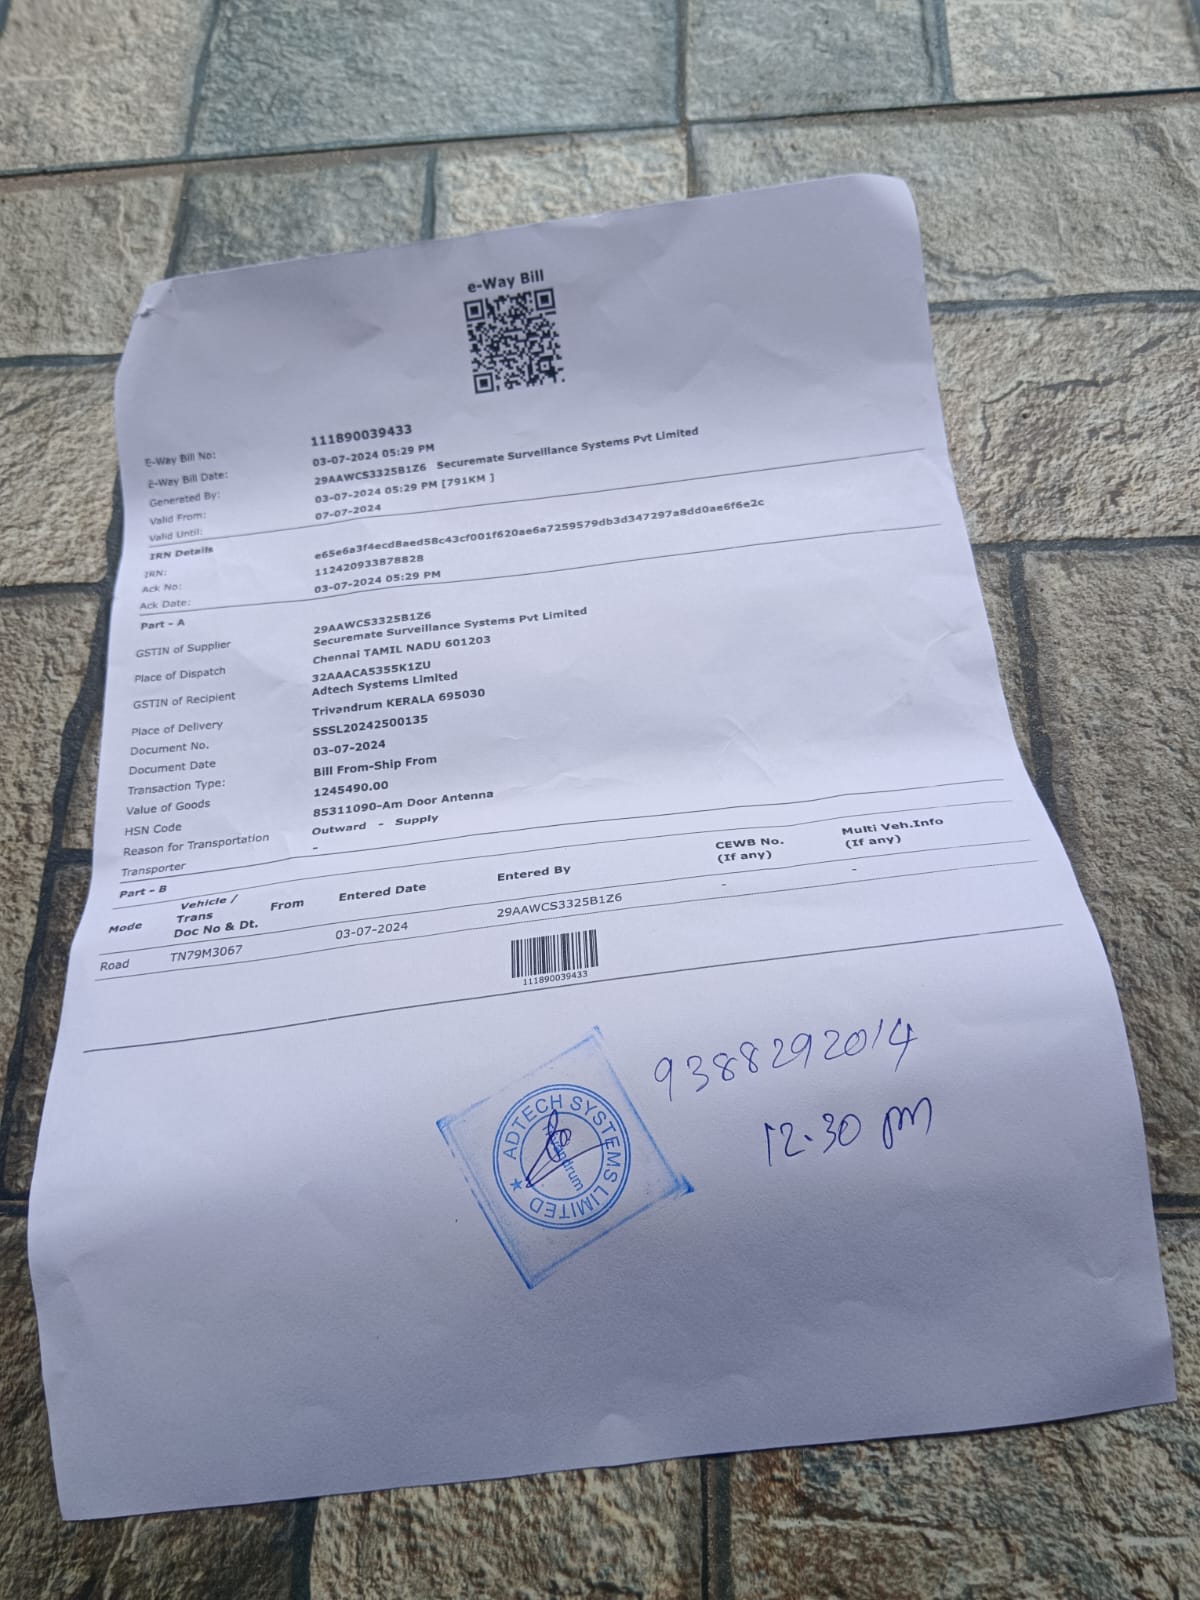 e-Way Bill
E-Way Bill No: 111890039433
E-Way Bill Date: 03-07-2024 05:29 PM
Generated By: 29AAWCS3325B1Z6 Securemate Surveillance Systems Pvt Limited
Valid From: 03-07-2024 05:29 PM [791KM ]
Valid Until: 07-07-2024
IRN Details
IRN: e65e6a3f4ecd8aed58c43cf001f620ae6a7259579db3d347297a8dd0ae6f6e2c
Ack No: 112420933878828
Ack Date: 03-07-2024 05:29 PM
Part - A
GSTIN of Supplier 29AAWCS3325B1Z6
Securemate Surveillance Systems Pvt Limited
Place of Dispatch Chennai TAMIL NADU 601203
GSTIN of Recipient 32AAACA5355K1ZU
Adtech Systems Limited
Place of Delivery Trivandrum KERALA 695030
Document No. SSSL20242500135
Document Date 03-07-2024
Transaction Type: Bill From-Ship From
Value of Goods 1245490.00
HSN Code 85311090-Am Door Antenna
Reason for Transportation Outward - Supply
Transporter -
Part - B
Mode Vehicle / Trans Doc No & Dt. From Entered Date Entered By CEWB No. (If any) Multi Veh.Info (If any)
Road TN79M3067 03-07-2024 29AAWCS3325B1Z6 - -
111890039433
9388292014
12.30 pm
ADTECH SYSTEMS LIMITED ★
Trivandrum